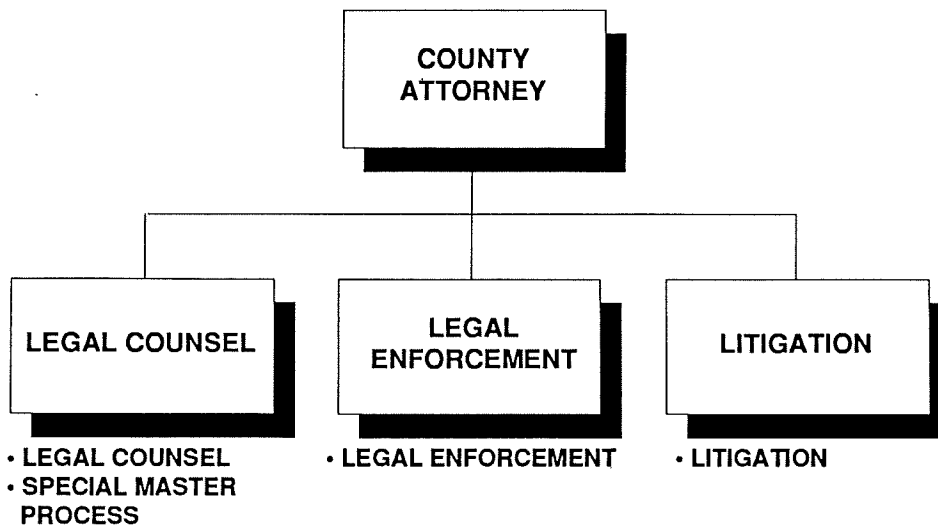 COUNTY
ATTORNEY
LEGAL COUNSEL
LEGAL
ENFORCEMENT
LITIGATION
• LEGAL COUNSEL
• SPECIAL MASTER
PROCESS
• LEGAL ENFORCEMENT
• LITIGATION